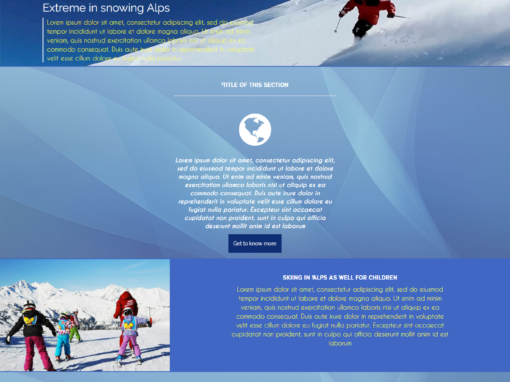 Extreme in snowing Alps
Lorem ipsum dolor sit amet, consectetur adipiscing elit, sed do eiusmod
tempor incididunt ut labore et dolore magna aliqua. Ut enim ad minim
veniam, quis nostrud exercitation ullamco laboris nisi ut aliquip ex ea
commodo consequat. Duis aute irure dolor in reprehenderit in voluptate
velit esse cillum dolore eu fugiat nulla pariatur.
TITLE OF THIS SECTION
Lorem ipsum dolor sit amet, consectetur adipiscing elit,
sed do eiusmod tempor incididunt ut labore et dolore
magna aliqua. Ut enim ad minim veniam, quis nostrud
exercitation ullamco laboris nisi ut aliquip ex ea
commodo consequat. Duis aute irure dolor in
reprehenderit in voluptate velit esse cillum dolore eu
fugiat nulla pariatur. Excepteur sint occaecat
cupidatat non proident, sunt in culpa qui officia
deserunt mollit anim id est laborum
Get to know more
SKIING IN ALPS AS WELL FOR CHILDREN
Lorem ipsum dolor sit amet, consectetur adipiscing elit, sed do eiusmod
tempor incididunt ut labore et dolore magna aliqua. Ut enim ad minim
veniam, quis nostrud exercitation ullamco laboris nisi ut aliquip ex ea
commodo consequat. Duis aute irure dolor in reprehenderit in voluptate
velit esse cillum dolore eu fugiat nulla pariatur. Excepteur sint occaecat
cupidatat non proident, sunt in culpa qui officia deserunt mollit anim id est
laborum